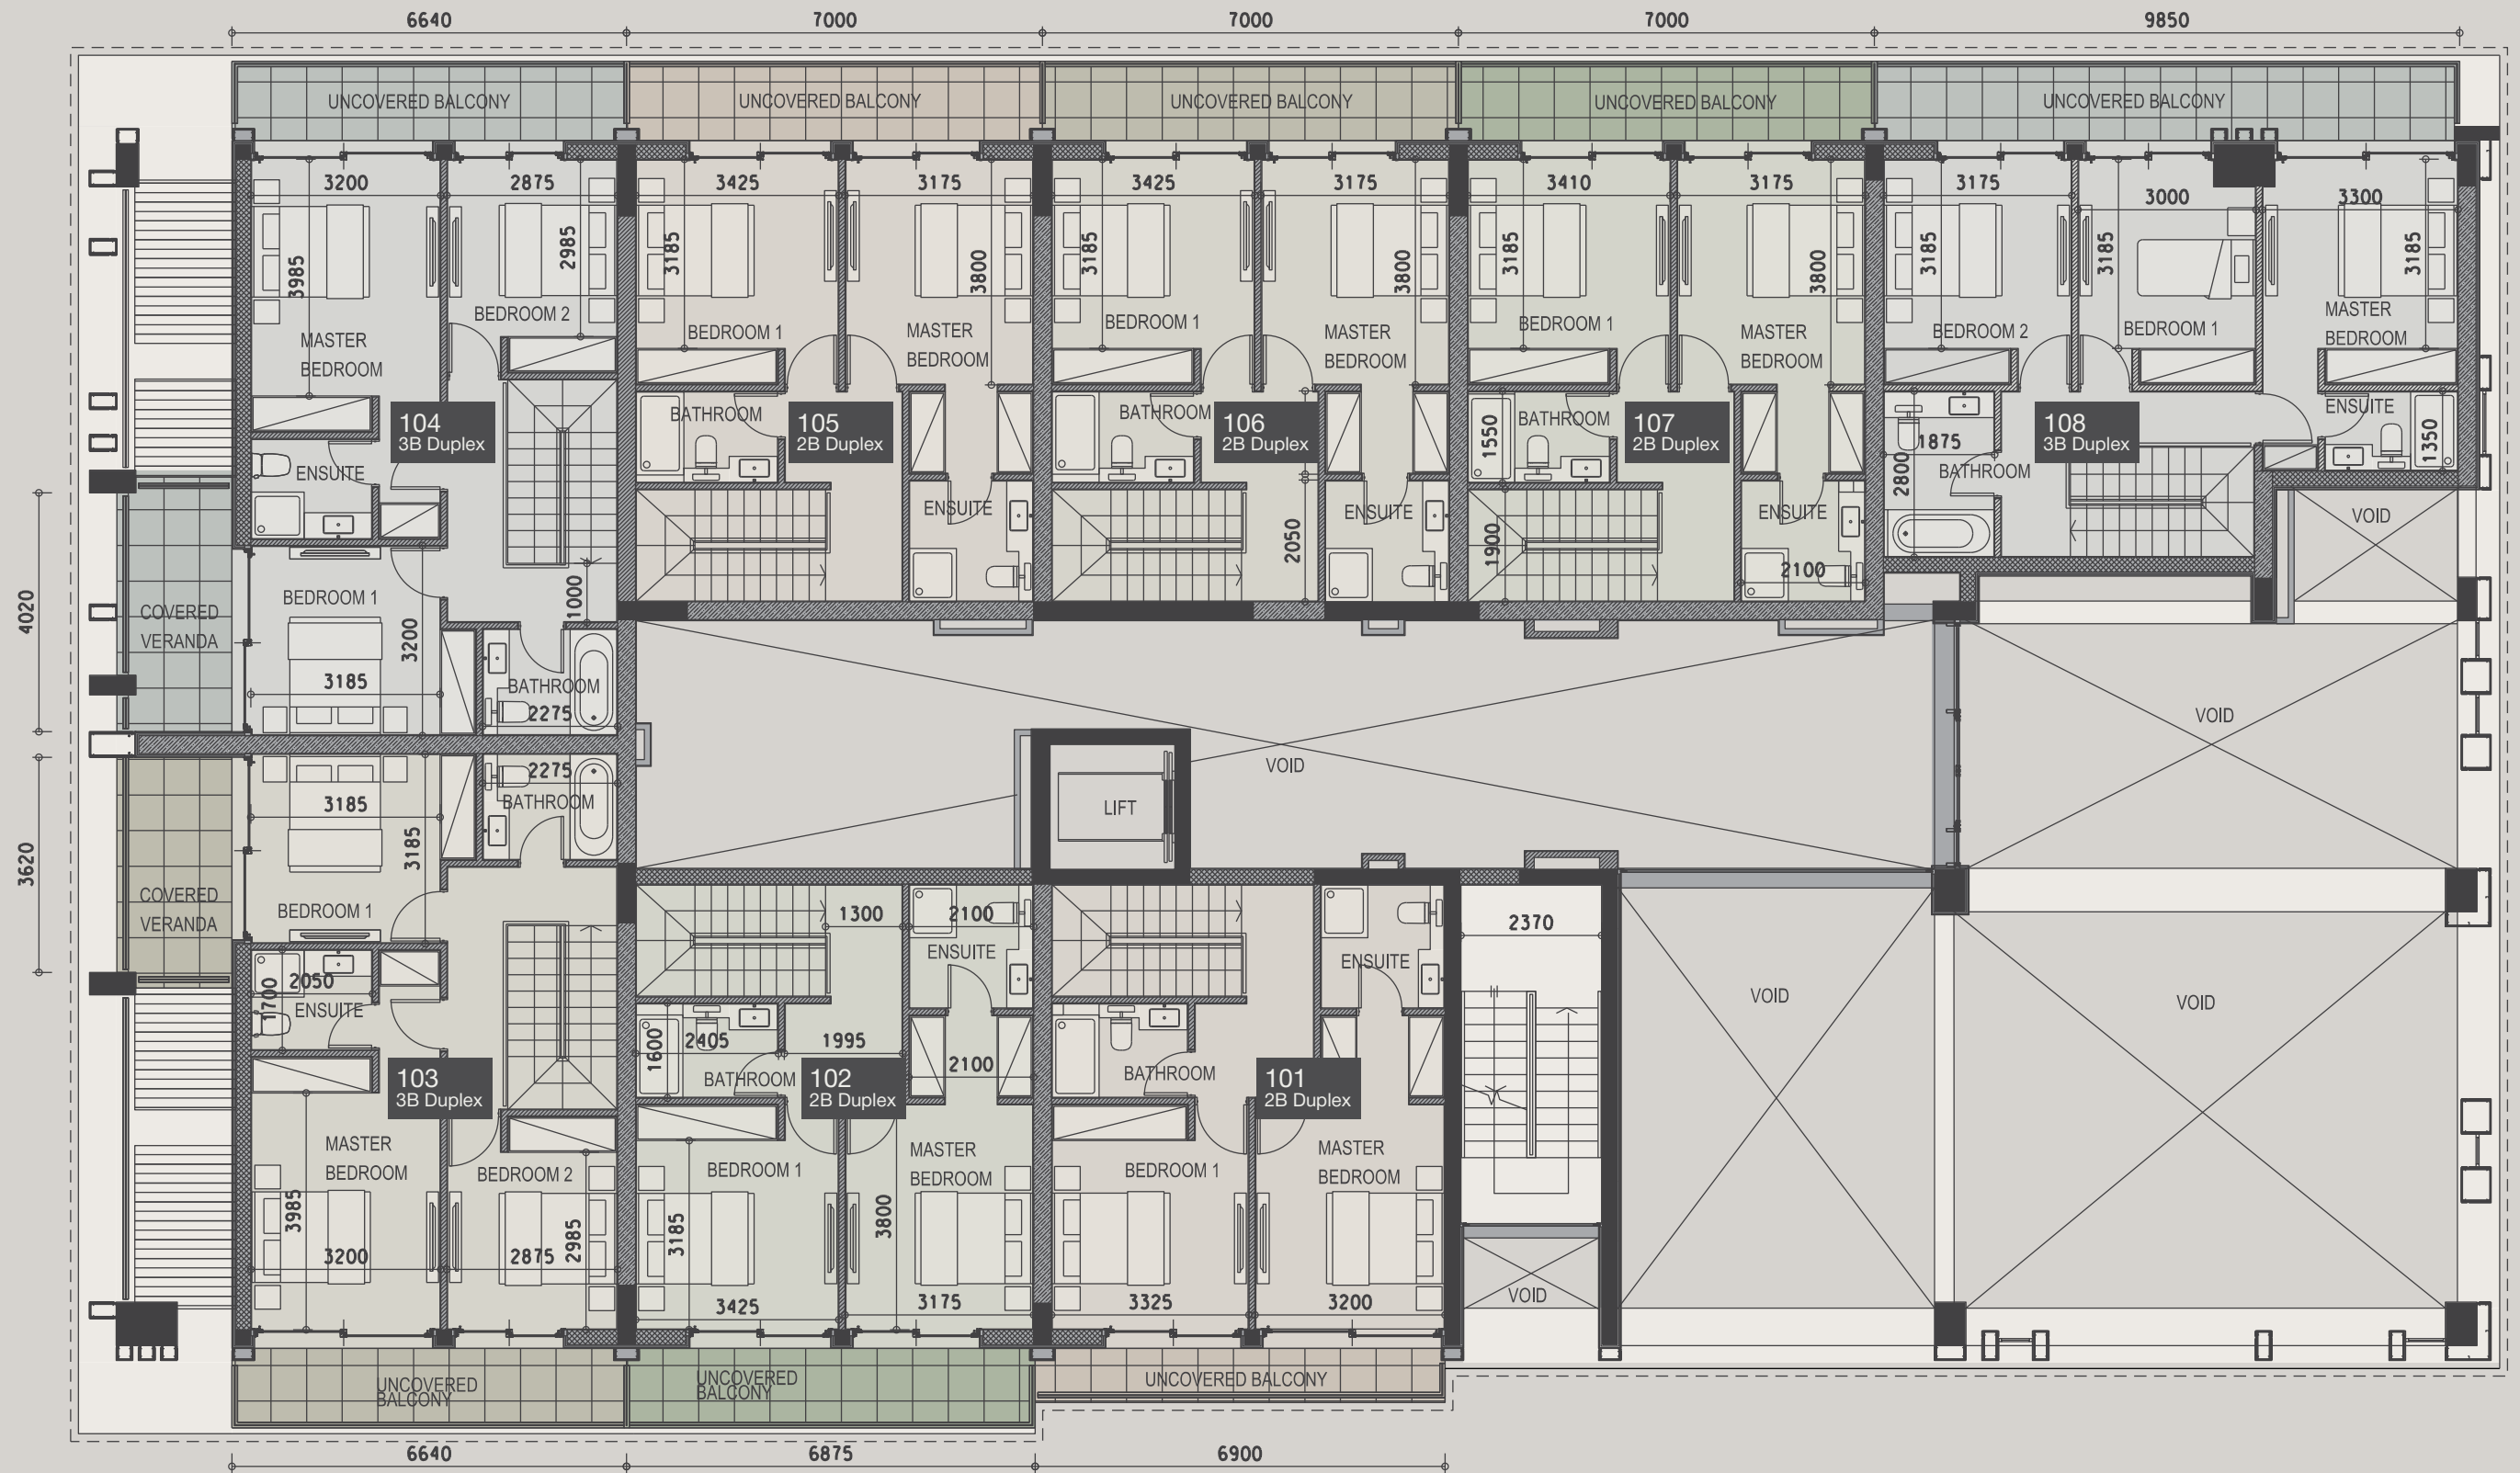 6640
7000
7000
7000
9850
UNCOVERED BALCONY
UNCOVERED BALCONY
UNCOVERED BALCONY
UNCOVERED BALCONY
UNCOVERED BALCONY
3200
2875
3425
3175
3425
3175
3410
3175
3175
3000
3300
3985
2985
3185
3800
3185
3800
3185
3800
3185
3185
3185
MASTER
BEDROOM
BEDROOM 2
BEDROOM 1
MASTER
BEDROOM
BEDROOM 1
MASTER
BEDROOM
BEDROOM 1
MASTER
BEDROOM
BEDROOM 2
BEDROOM 1
MASTER
BEDROOM
104
3B Duplex
BATHROOM
105
2B Duplex
BATHROOM
106
2B Duplex
1550
BATHROOM
107
2B Duplex
108
3B Duplex
ENSUITE
1350
1875
2800
BATHROOM
ENSUITE
ENSUITE
ENSUITE
ENSUITE
VOID
2050
1900
2100
4020
COVERED
VERANDA
BEDROOM 1
1000
3200
3185
BATHROOM
2275
VOID
VOID
LIFT
3620
COVERED
VERANDA
3185
2275
BATHROOM
3185
BEDROOM 1
1300
2100
ENSUITE
ENSUITE
2370
2050
1700
ENSUITE
VOID
VOID
1600
2405
1995
2100
BATHROOM
BATHROOM
103
3B Duplex
102
2B Duplex
101
2B Duplex
MASTER
BEDROOM
BEDROOM 2
BEDROOM 1
MASTER
BEDROOM
BEDROOM 1
MASTER
BEDROOM
3985
2985
3185
3800
3200
2875
3425
3175
3325
3200
VOID
UNCOVERED
BALCONY
UNCOVERED
BALCONY
UNCOVERED BALCONY
6640
6875
6900